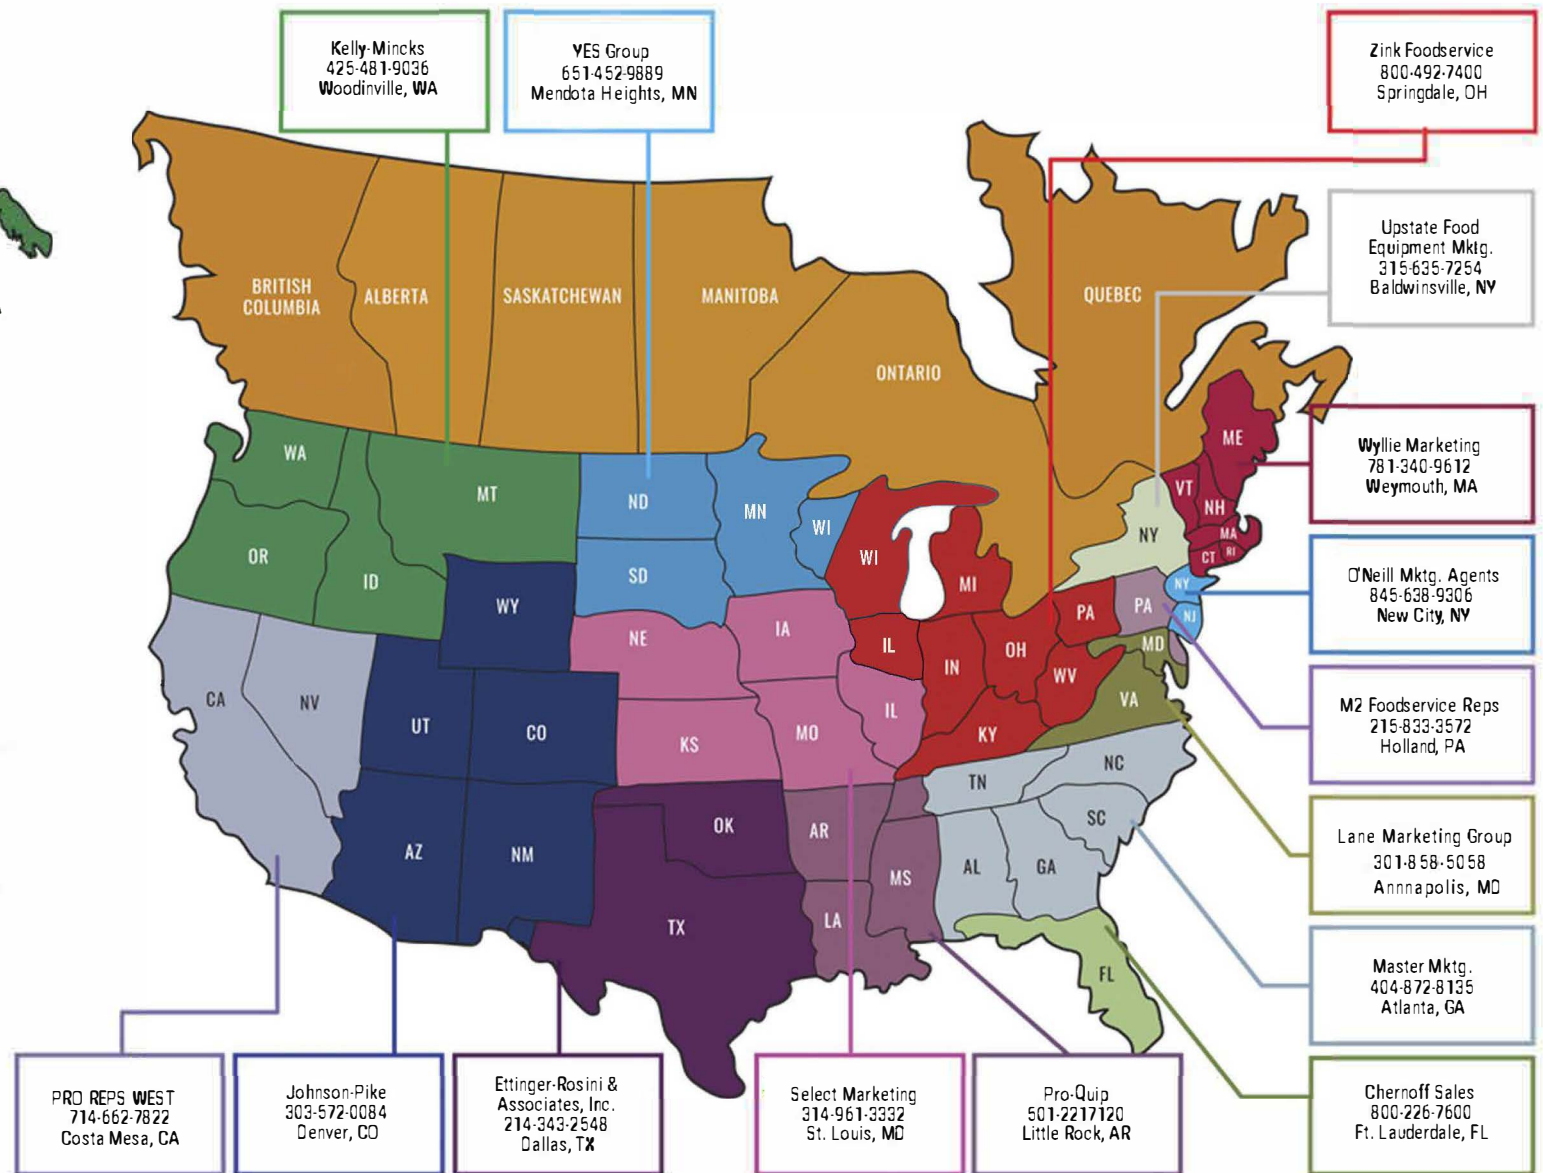 Kelly-Mincks
425-481-9036
Woodinville, WA
YES Group
651-452-9889
Mendota Heights, MN
Zink Foodservice
800-492-7400
Springdale, OH
Upstate Food
Equipment Mktg.
315-635-7254
Baldwinsville, NY
BRITISH
COLUMBIA
ALBERTA
SASKATCHEWAN
MANITOBA
QUEBEC
ONTARIO
Wyllie Marketing
781-340-9612
Weymouth, MA
WA
MT
ND
MN
WI
WI
MI
NY
VT
ME
NH
MA
CT
RI
OR
ID
WY
SD
NE
IA
IL
IN
OH
PA
PA
NY
NJ
MD
WV
VA
O'Neill Mktg. Agents
845-638-9306
New City, NY
M2 Foodservice Reps
215-833-3572
Holland, PA
CA
NV
UT
CO
KS
MO
IL
KY
TN
NC
SC
AZ
NM
OK
AR
MS
AL
GA
TX
LA
FL
Lane Marketing Group
301-858-5058
Annnapolis, MD
Master Mktg.
404-872-8135
Atlanta, GA
PRO REPS WEST
714-662-7822
Costa Mesa, CA
Johnson-Pike
303-572-0084
Denver, CO
Ettinger-Rosini &
Associates, Inc.
214-343-2548
Dallas, TX
Select Marketing
314-961-3332
St. Louis, MO
Pro-Quip
501-2217120
Little Rock, AR
Chernoff Sales
800-226-7600
Ft. Lauderdale, FL